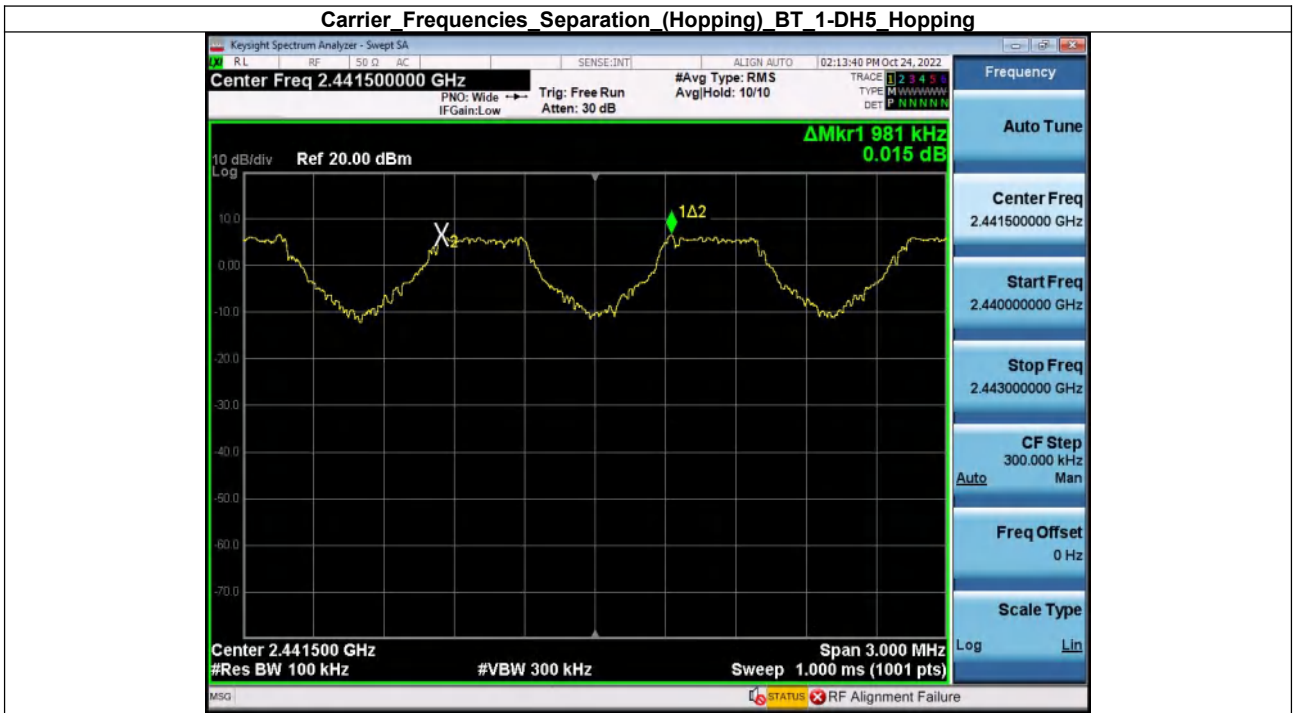 Carrier_Frequencies_Separation_(Hopping)_BT_1-DH5_Hopping
Keysight Spectrum Analyzer - Swept SA
RL RF 50 Ω AC SENSE:INT ALIGN AUTO 02:13:40 PM Oct 24, 2022
Center Freq 2.441500000 GHz
PNO: Wide
IFGain:Low
Trig: Free Run
Atten: 30 dB
#Avg Type: RMS
Avg|Hold: 10/10
TRACE 1 2 3 4 5 6
TYPE M W W W W W
DET P N N N N N
ΔMkr1 981 kHz
0.015 dB
10 dB/div Ref 20.00 dBm
Log
10.0
0.00
-10.0
-20.0
-30.0
-40.0
-50.0
-60.0
-70.0
X2
1Δ2
Center 2.441500 GHz Span 3.000 MHz
#Res BW 100 kHz #VBW 300 kHz Sweep 1.000 ms (1001 pts)
MSG STATUS RF Alignment Failure
Frequency
Auto Tune
Center Freq
2.441500000 GHz
Start Freq
2.440000000 GHz
Stop Freq
2.443000000 GHz
CF Step
300.000 kHz
Auto Man
Freq Offset
0 Hz
Scale Type
Log Lin